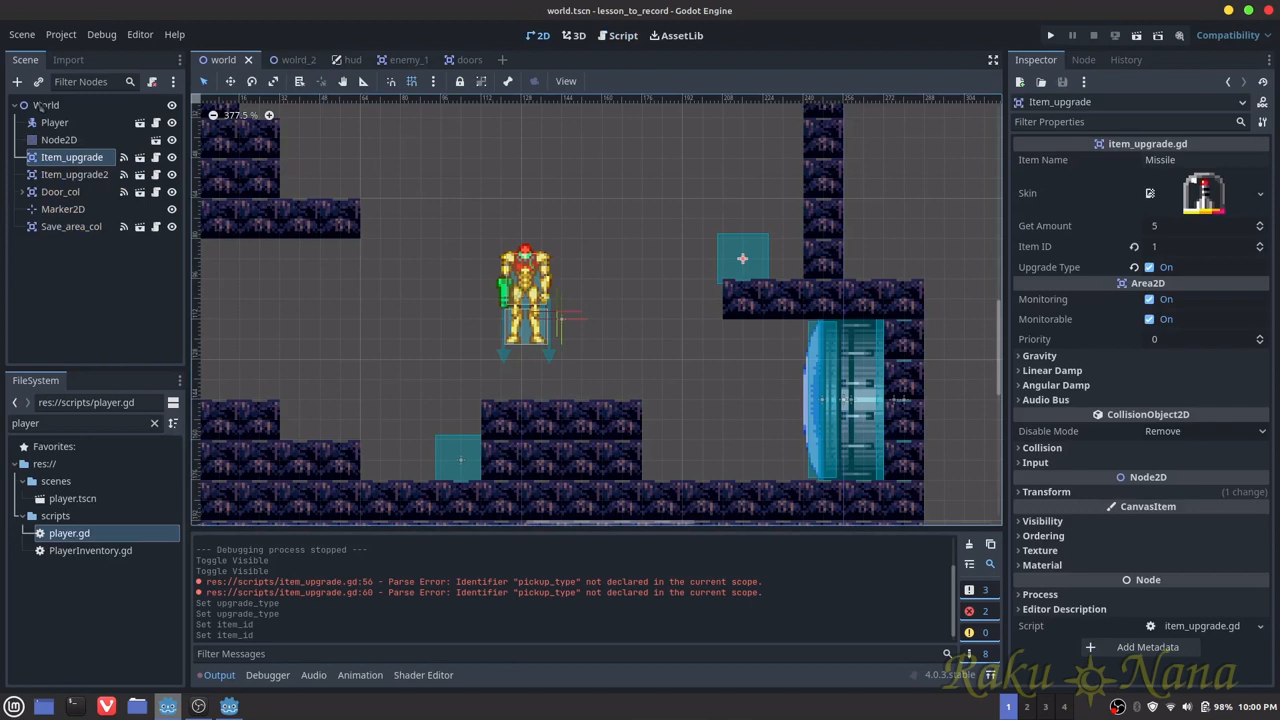 world.tscn - lesson_to_record - Godot Engine
Scene Project Debug Editor Help
2D 3D Script AssetLib
Compatibility
Scene Import
world wolrd_2 hud enemy_1 doors
Inspector Node History
Filter Nodes
View
World
Player
Node2D
Item_upgrade
Item_upgrade2
Door_col
Marker2D
Save_area_col
377.5 %
Item_upgrade
Filter Properties
item_upgrade.gd
Item Name Missile
Skin
Get Amount 5
Item ID 1
Upgrade Type On
Area2D
Monitoring On
Monitorable On
Priority 0
Gravity
Linear Damp
Angular Damp
Audio Bus
CollisionObject2D
Disable Mode Remove
Collision
Input
Node2D
Transform (1 change)
CanvasItem
Visibility
Ordering
Texture
Material
Node
Process
Editor Description
Script item_upgrade.gd
Add Metadata
FileSystem
res://scripts/player.gd
player
Favorites:
res://
scenes
player.tscn
scripts
player.gd
PlayerInventory.gd
--- Debugging process stopped ---
Toggle Visible
Toggle Visible
res://scripts/item_upgrade.gd:56 - Parse Error: Identifier "pickup_type" not declared in the current scope.
res://scripts/item_upgrade.gd:60 - Parse Error: Identifier "pickup_type" not declared in the current scope.
Set upgrade_type
Set upgrade_type
Set item_id
Set item_id
3
2
0
8
Filter Messages
Output Debugger Audio Animation Shader Editor
4.0.3.stable
Raku Nana
1 2 3 4
98% 10:00 PM